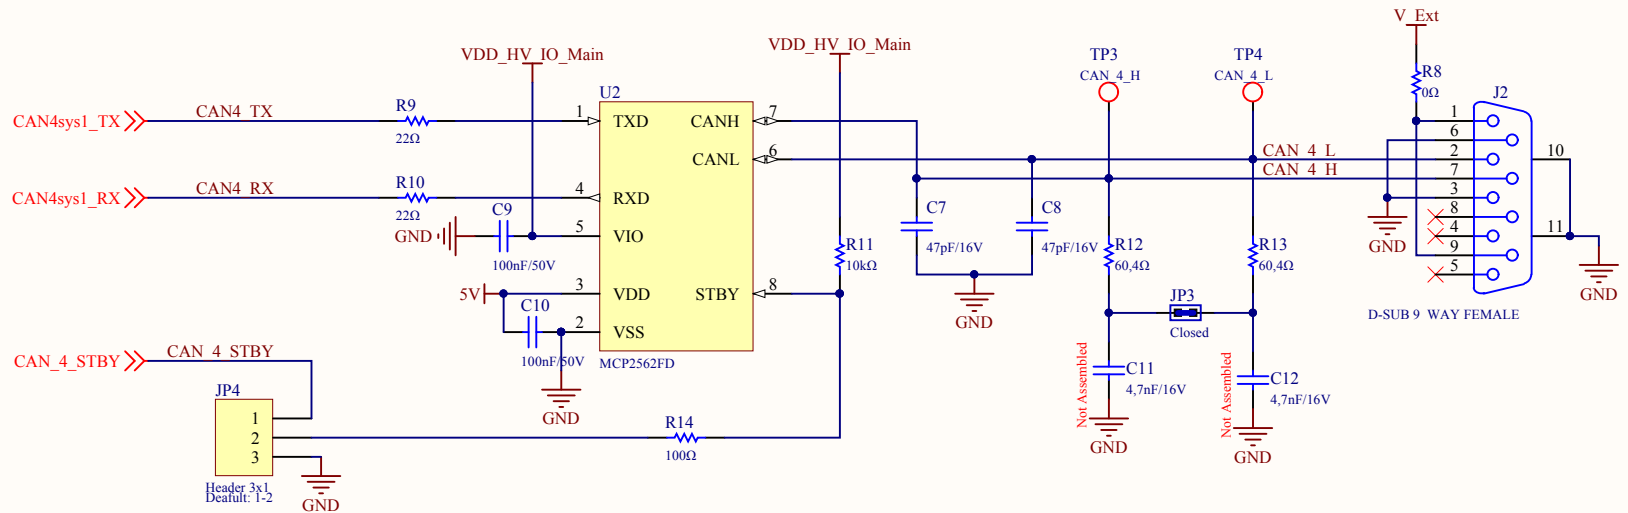 V_Ext
VDD_HV_IO_Main
VDD_HV_IO_Main
TP3
CAN_4_H
TP4
CAN_4_L
R8
0Ω
J2
U2
CAN4sys1_TX
CAN4_TX
R9
22Ω
1
TXD
CANH
7
CANL
6
CAN_4_L
CAN_4_H
1
6
2
7
3
8
4
9
5
10
11
CAN4sys1_RX
CAN4_RX
R10
22Ω
4
RXD
C9
GND
100nF/50V
5
VIO
R11
10kΩ
C7
47pF/16V
C8
47pF/16V
R12
60,4Ω
R13
60,4Ω
GND
GND
5V
3
VDD
STBY
8
C10
100nF/50V
2
VSS
MCP2562FD
GND
GND
JP3
Closed
D-SUB 9 WAY FEMALE
CAN_4_STBY
CAN_4_STBY
JP4
1
2
3
Header 3x1
Deafult: 1-2
GND
R14
100Ω
Not Assembled
C11
4,7nF/16V
GND
Not Assembled
C12
4,7nF/16V
GND